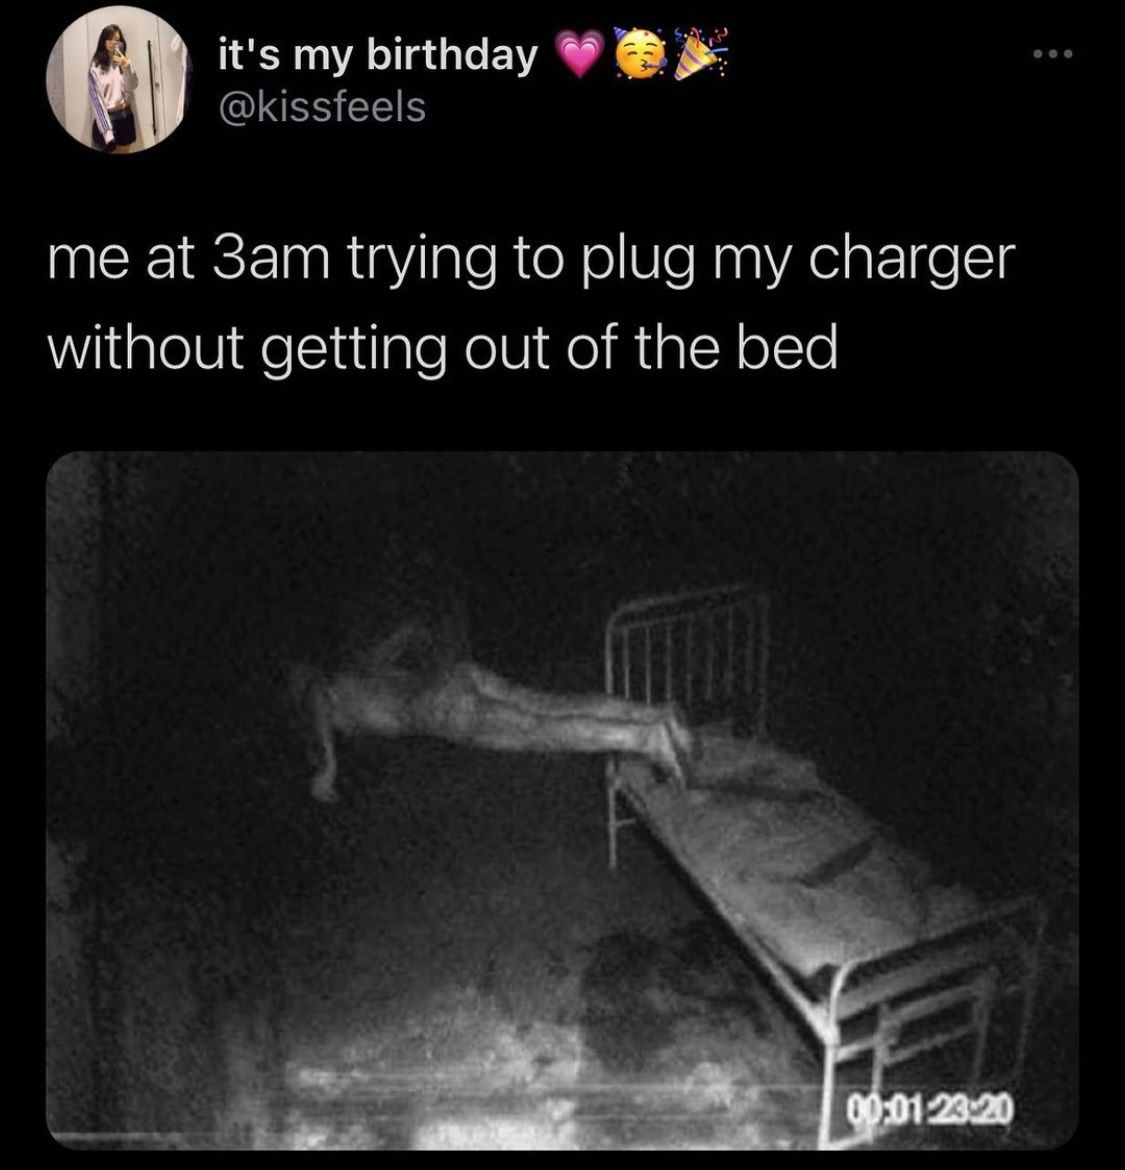 it's my birthday 💗🥳🎉
@kissfeels
me at 3am trying to plug my charger
without getting out of the bed
00:01:23:20